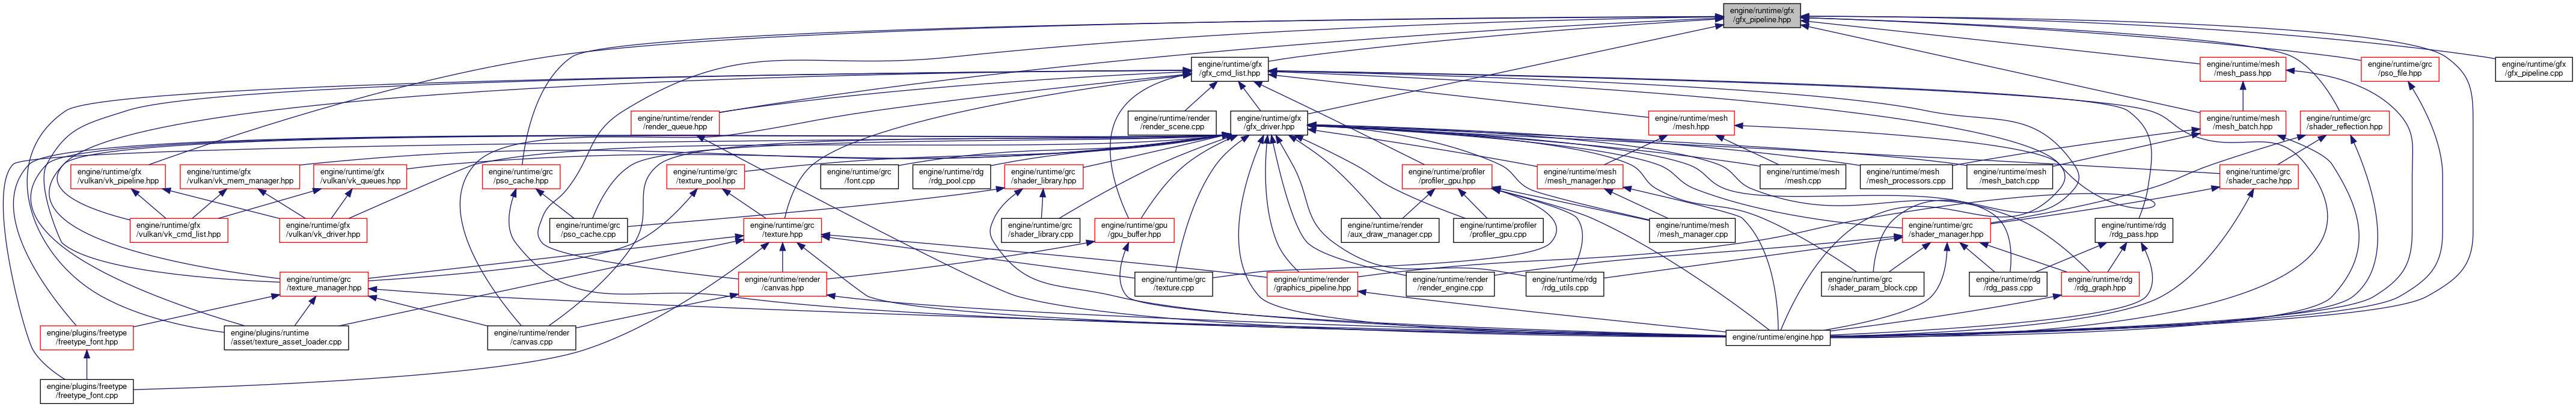 engine/runtime/gfx
/gfx_pipeline.hpp
engine/runtime/gfx
/gfx_cmd_list.hpp
engine/runtime/mesh
/mesh_pass.hpp
engine/runtime/grc
/pso_file.hpp
engine/runtime/gfx
/gfx_pipeline.cpp
engine/runtime/render
/render_queue.hpp
engine/runtime/render
/render_scene.cpp
engine/runtime/gfx
/gfx_driver.hpp
engine/runtime/mesh
/mesh.hpp
engine/runtime/mesh
/mesh_batch.hpp
engine/runtime/grc
/shader_reflection.hpp
engine/runtime/gfx
/vulkan/vk_pipeline.hpp
engine/runtime/gfx
/vulkan/vk_mem_manager.hpp
engine/runtime/gfx
/vulkan/vk_queues.hpp
engine/runtime/grc
/pso_cache.hpp
engine/runtime/grc
/texture_pool.hpp
engine/runtime/grc
/font.cpp
engine/runtime/rdg
/rdg_pool.cpp
engine/runtime/grc
/shader_library.hpp
engine/runtime/profiler
/profiler_gpu.hpp
engine/runtime/mesh
/mesh_manager.hpp
engine/runtime/mesh
/mesh.cpp
engine/runtime/mesh
/mesh_processors.cpp
engine/runtime/mesh
/mesh_batch.cpp
engine/runtime/grc
/shader_cache.hpp
engine/runtime/gfx
/vulkan/vk_cmd_list.hpp
engine/runtime/gfx
/vulkan/vk_driver.hpp
engine/runtime/grc
/pso_cache.cpp
engine/runtime/grc
/texture.hpp
engine/runtime/grc
/shader_library.cpp
engine/runtime/gpu
/gpu_buffer.hpp
engine/runtime/render
/aux_draw_manager.cpp
engine/runtime/profiler
/profiler_gpu.cpp
engine/runtime/mesh
/mesh_manager.cpp
engine/runtime/grc
/shader_manager.hpp
engine/runtime/rdg
/rdg_pass.hpp
engine/runtime/grc
/texture_manager.hpp
engine/runtime/render
/canvas.hpp
engine/runtime/grc
/texture.cpp
engine/runtime/render
/graphics_pipeline.hpp
engine/runtime/render
/render_engine.cpp
engine/runtime/rdg
/rdg_utils.cpp
engine/runtime/grc
/shader_param_block.cpp
engine/runtime/rdg
/rdg_pass.cpp
engine/runtime/rdg
/rdg_graph.hpp
engine/plugins/freetype
/freetype_font.hpp
engine/plugins/runtime
/asset/texture_asset_loader.cpp
engine/runtime/render
/canvas.cpp
engine/runtime/engine.hpp
engine/plugins/freetype
/freetype_font.cpp